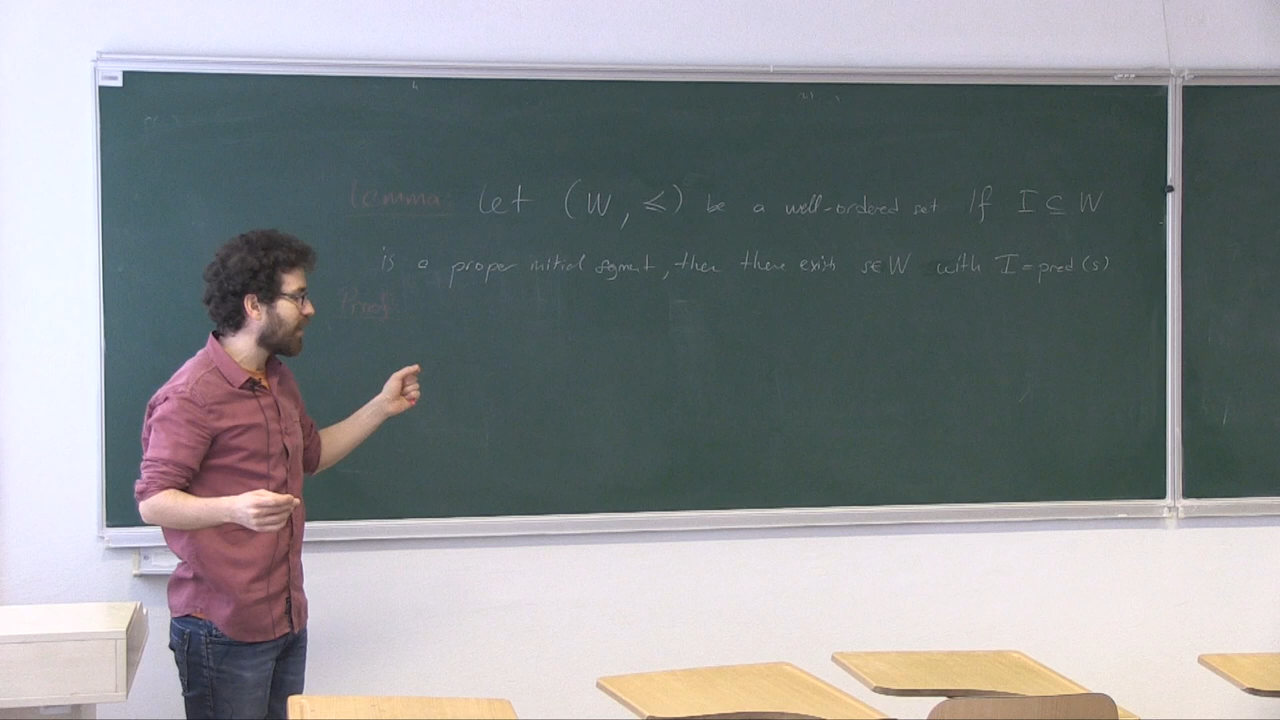 Lemma: Let (W, ≤) be a well-ordered set If I ⊆ W
is a proper initial segment, then there exists s∈W with I = pred(s)
Proof: